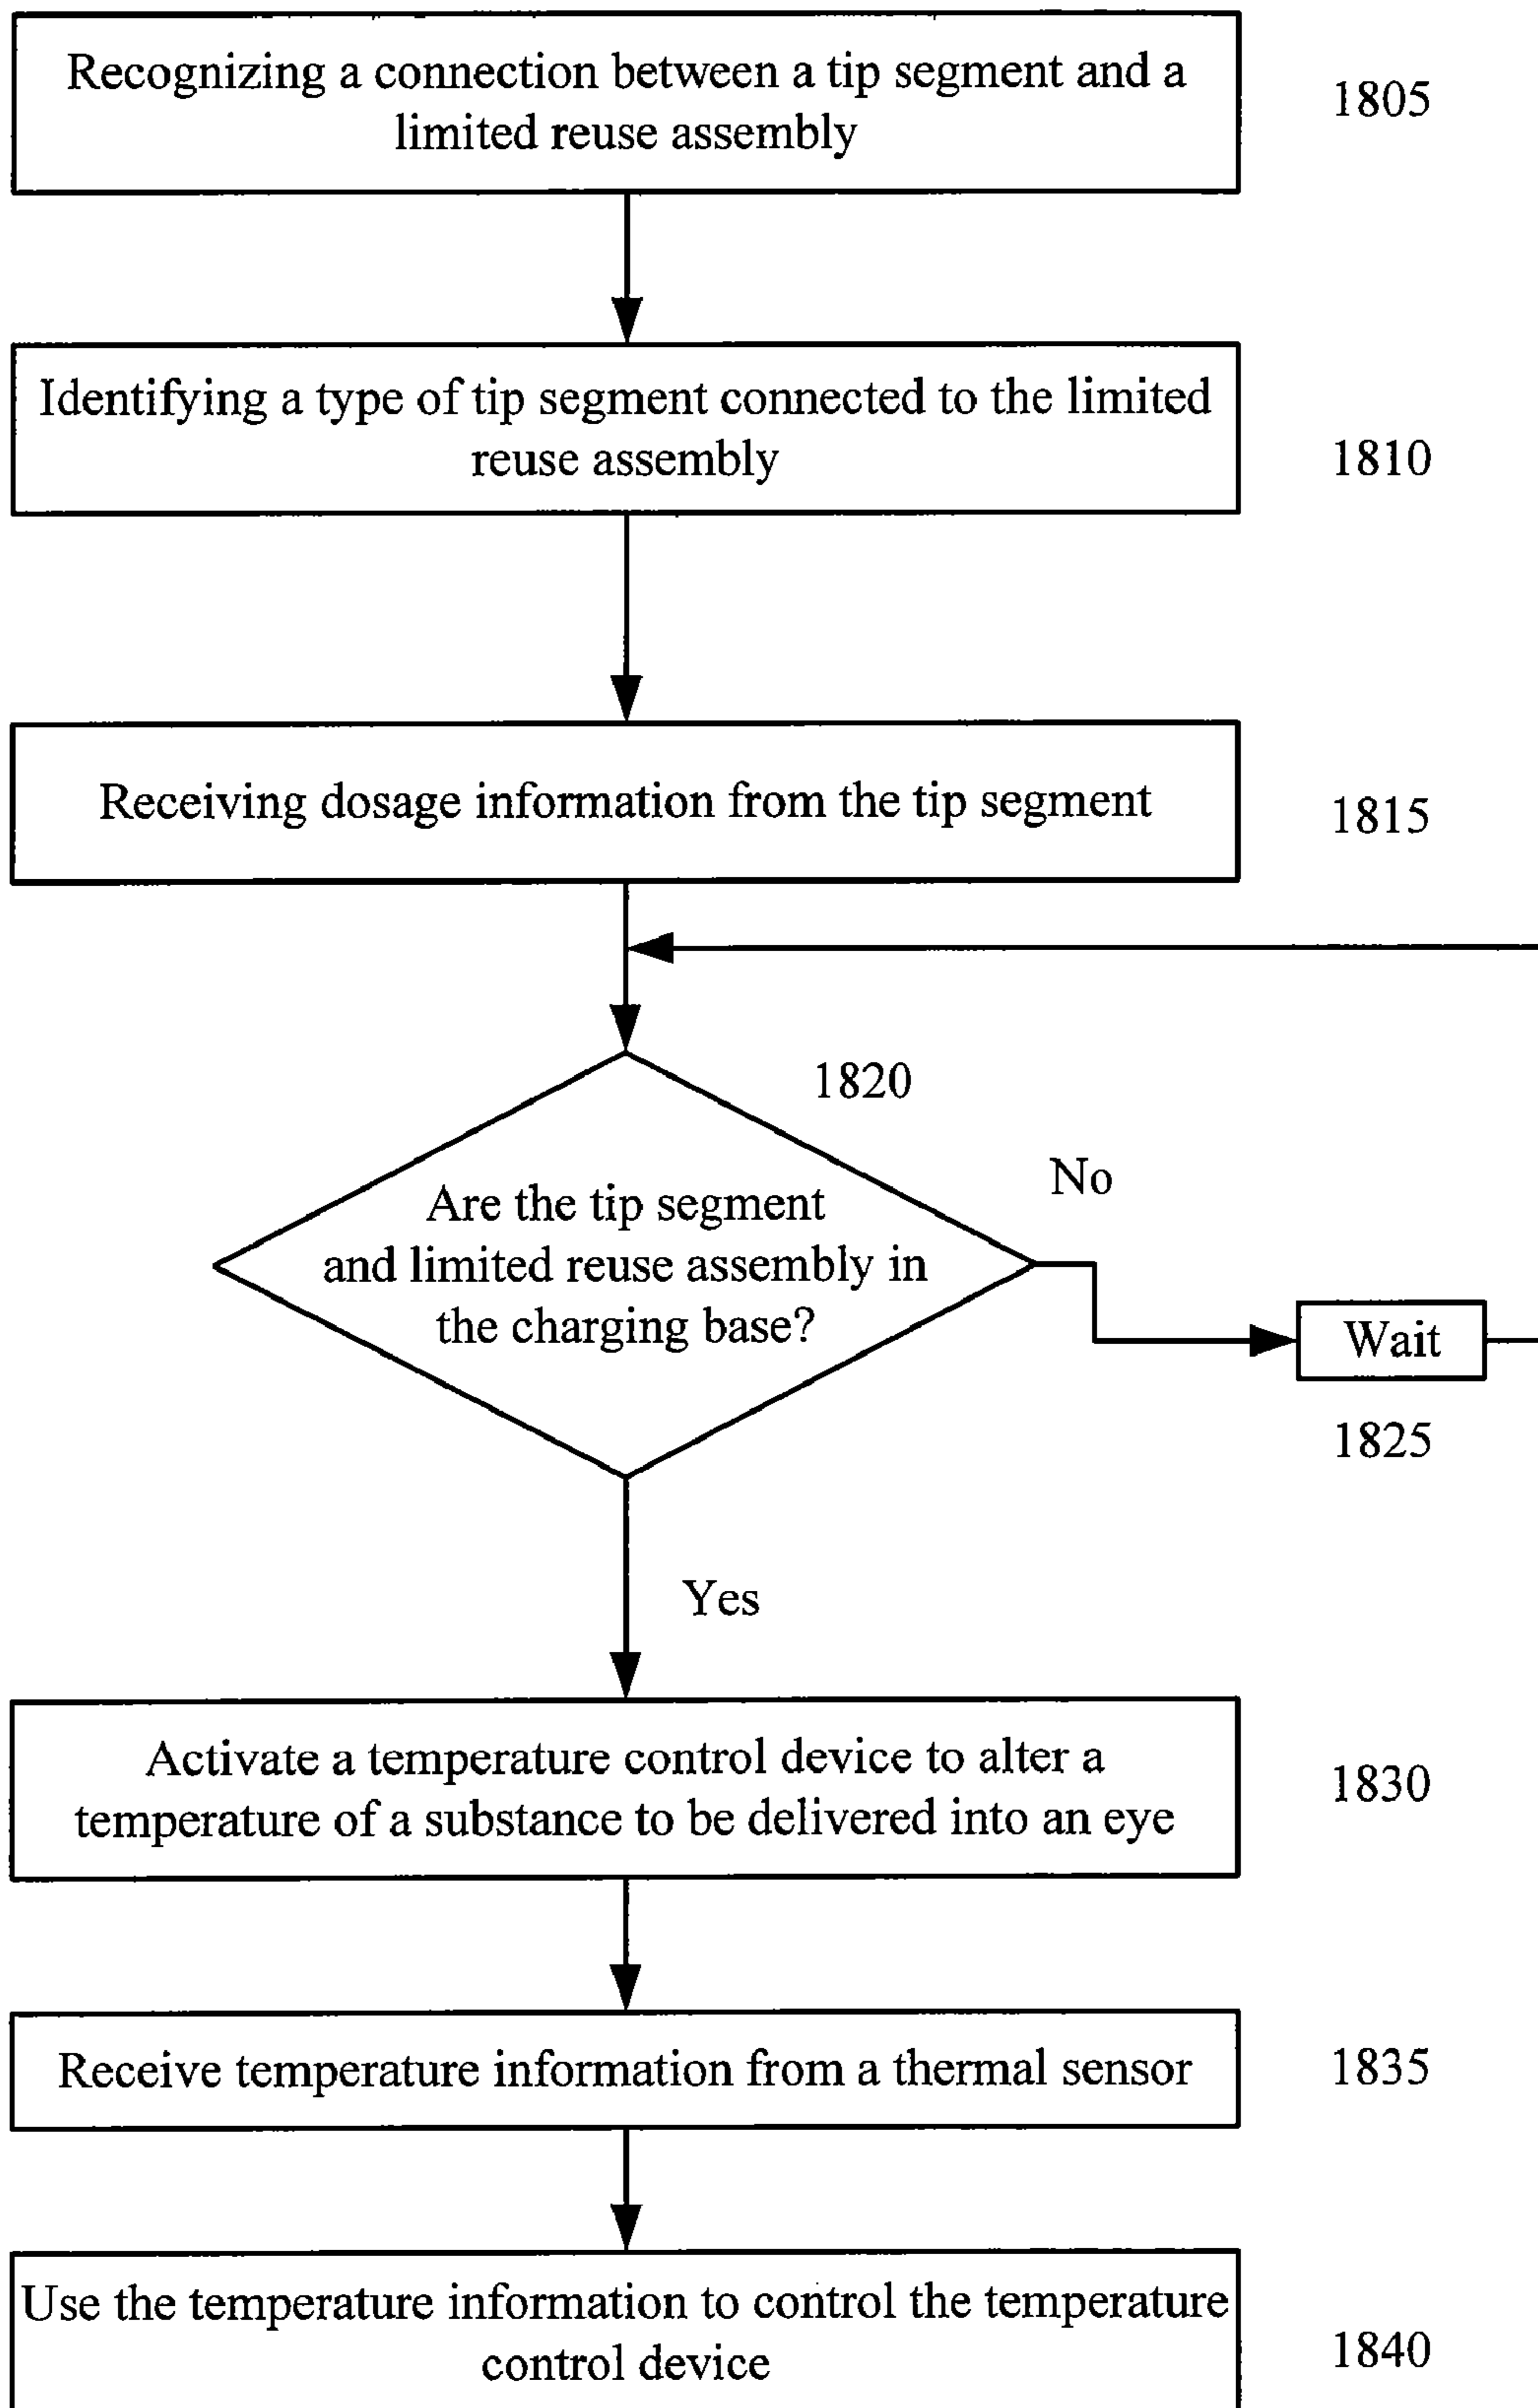 Recognizing a connection between a tip segment and a
limited reuse assembly
1805
Identifying a type of tip segment connected to the limited
reuse assembly
1810
Receiving dosage information from the tip segment
1815
1820
Are the tip segment
and limited reuse assembly in
the charging base?
No
Wait
1825
Yes
Activate a temperature control device to alter a
temperature of a substance to be delivered into an eye
1830
Receive temperature information from a thermal sensor
1835
Use the temperature information to control the temperature
control device
1840